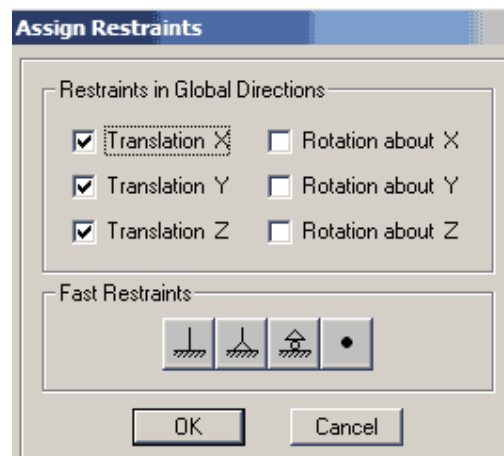 Assign Restraints
Restraints in Global Directions
Translation X Rotation about X
Translation Y Rotation about Y
Translation Z Rotation about Z
Fast Restraints
OK Cancel